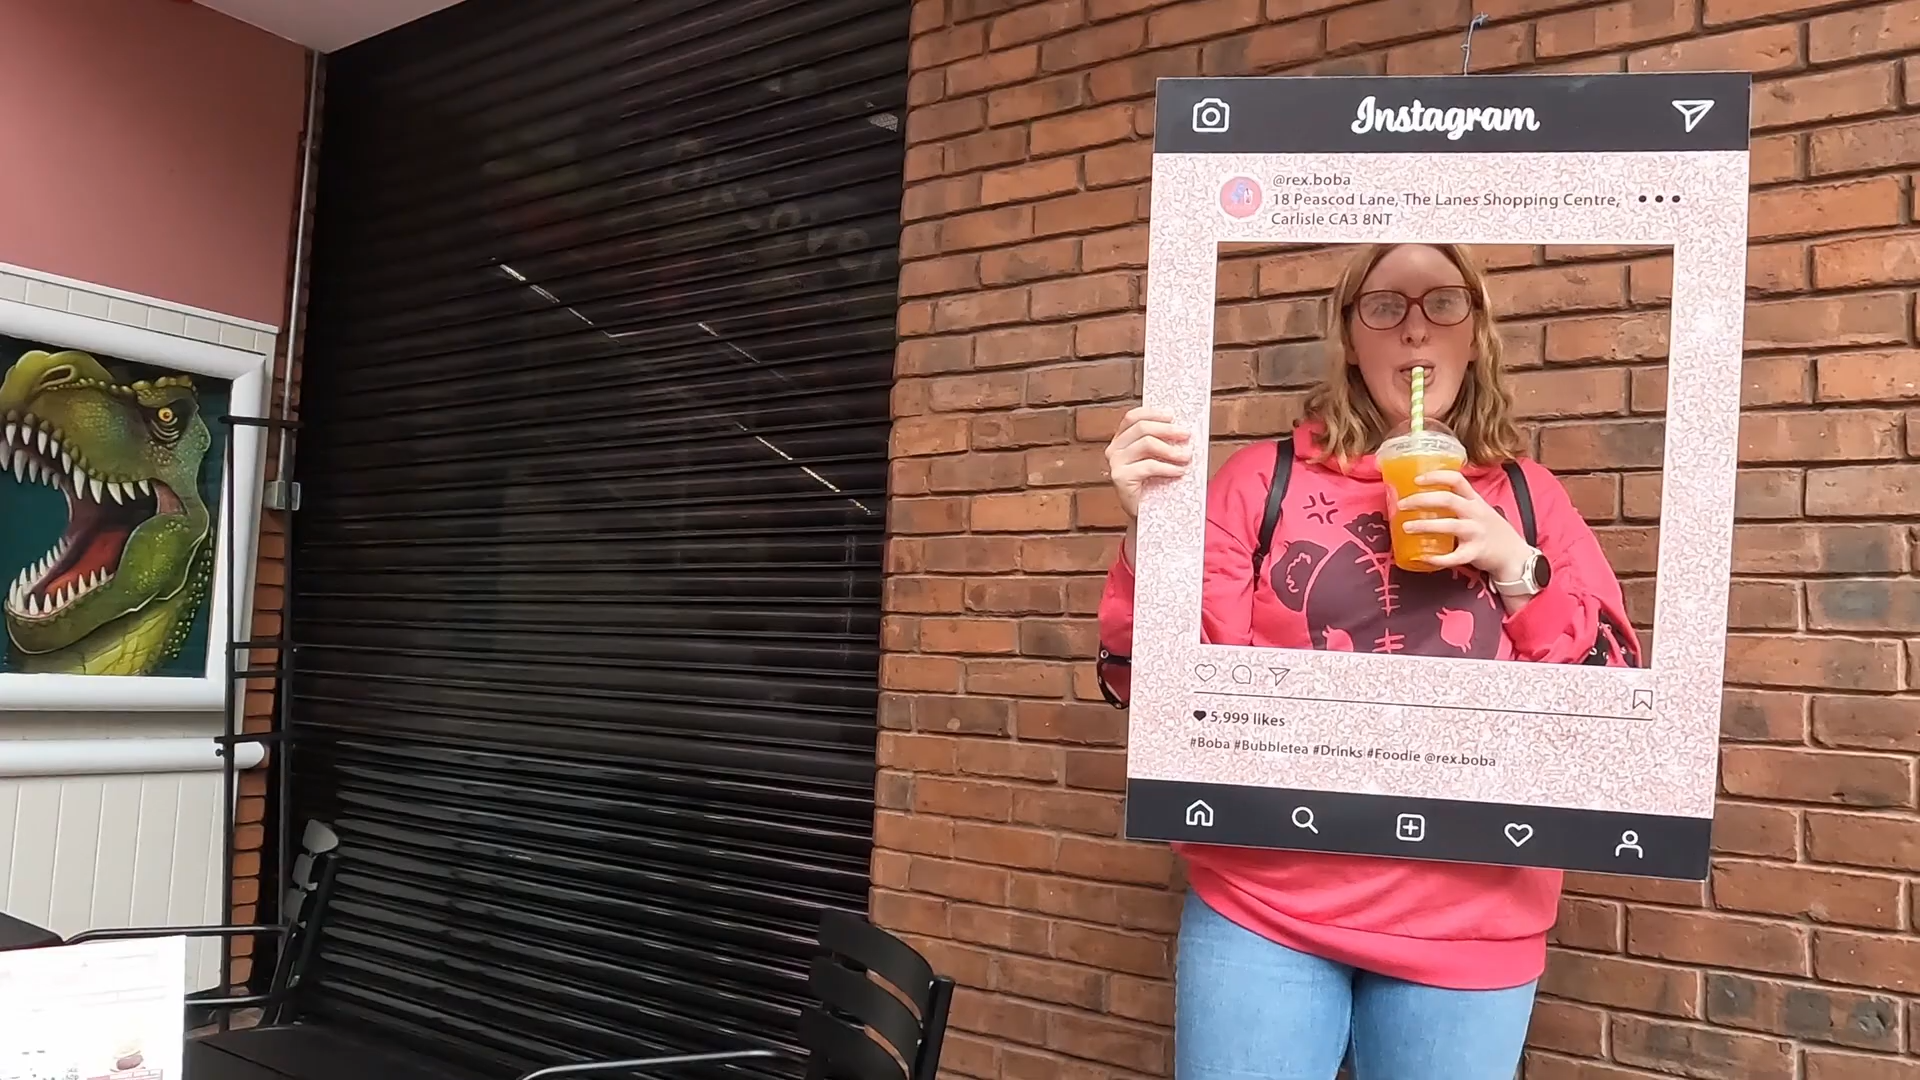 Instagram
@rex.boba
18 Peascod Lane, The Lanes Shopping Centre,
Carlisle CA3 8NT
5,999 likes
#Boba #Bubbletea #Drinks #Foodie @rex.boba